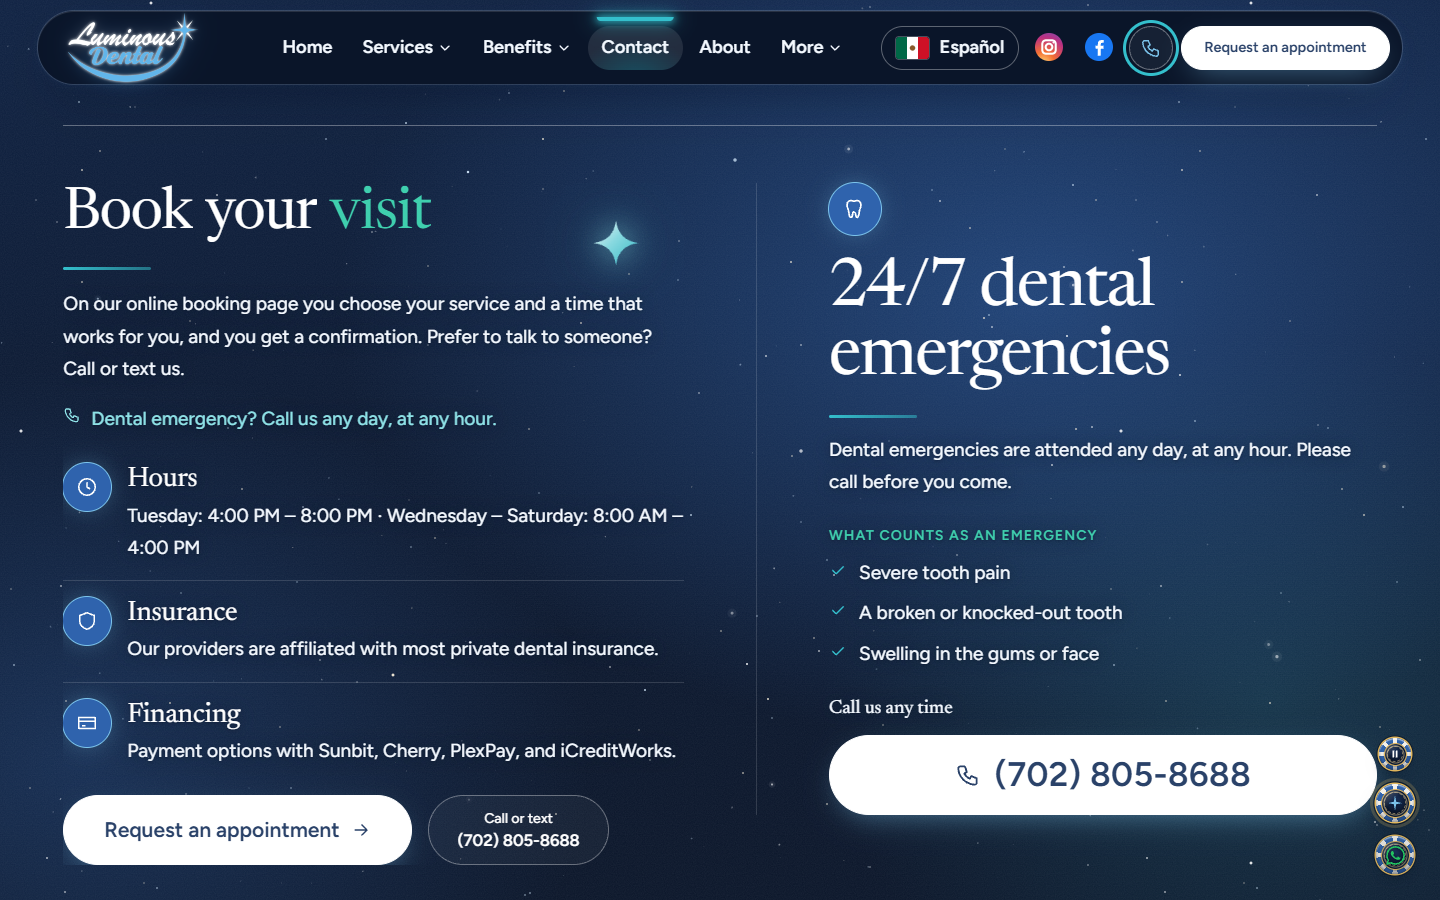 Luminous
Dental
Home
Services
Benefits
Contact
About
More
Español
Request an appointment
Book your visit
On our online booking page you choose your service and a time that
works for you, and you get a confirmation. Prefer to talk to someone?
Call or text us.
Dental emergency? Call us any day, at any hour.
Hours
Tuesday: 4:00 PM – 8:00 PM · Wednesday – Saturday: 8:00 AM –
4:00 PM
Insurance
Our providers are affiliated with most private dental insurance.
Financing
Payment options with Sunbit, Cherry, PlexPay, and iCreditWorks.
Request an appointment
Call or text
(702) 805-8688
24/7 dental
emergencies
Dental emergencies are attended any day, at any hour. Please
call before you come.
WHAT COUNTS AS AN EMERGENCY
Severe tooth pain
A broken or knocked-out tooth
Swelling in the gums or face
Call us any time
(702) 805-8688